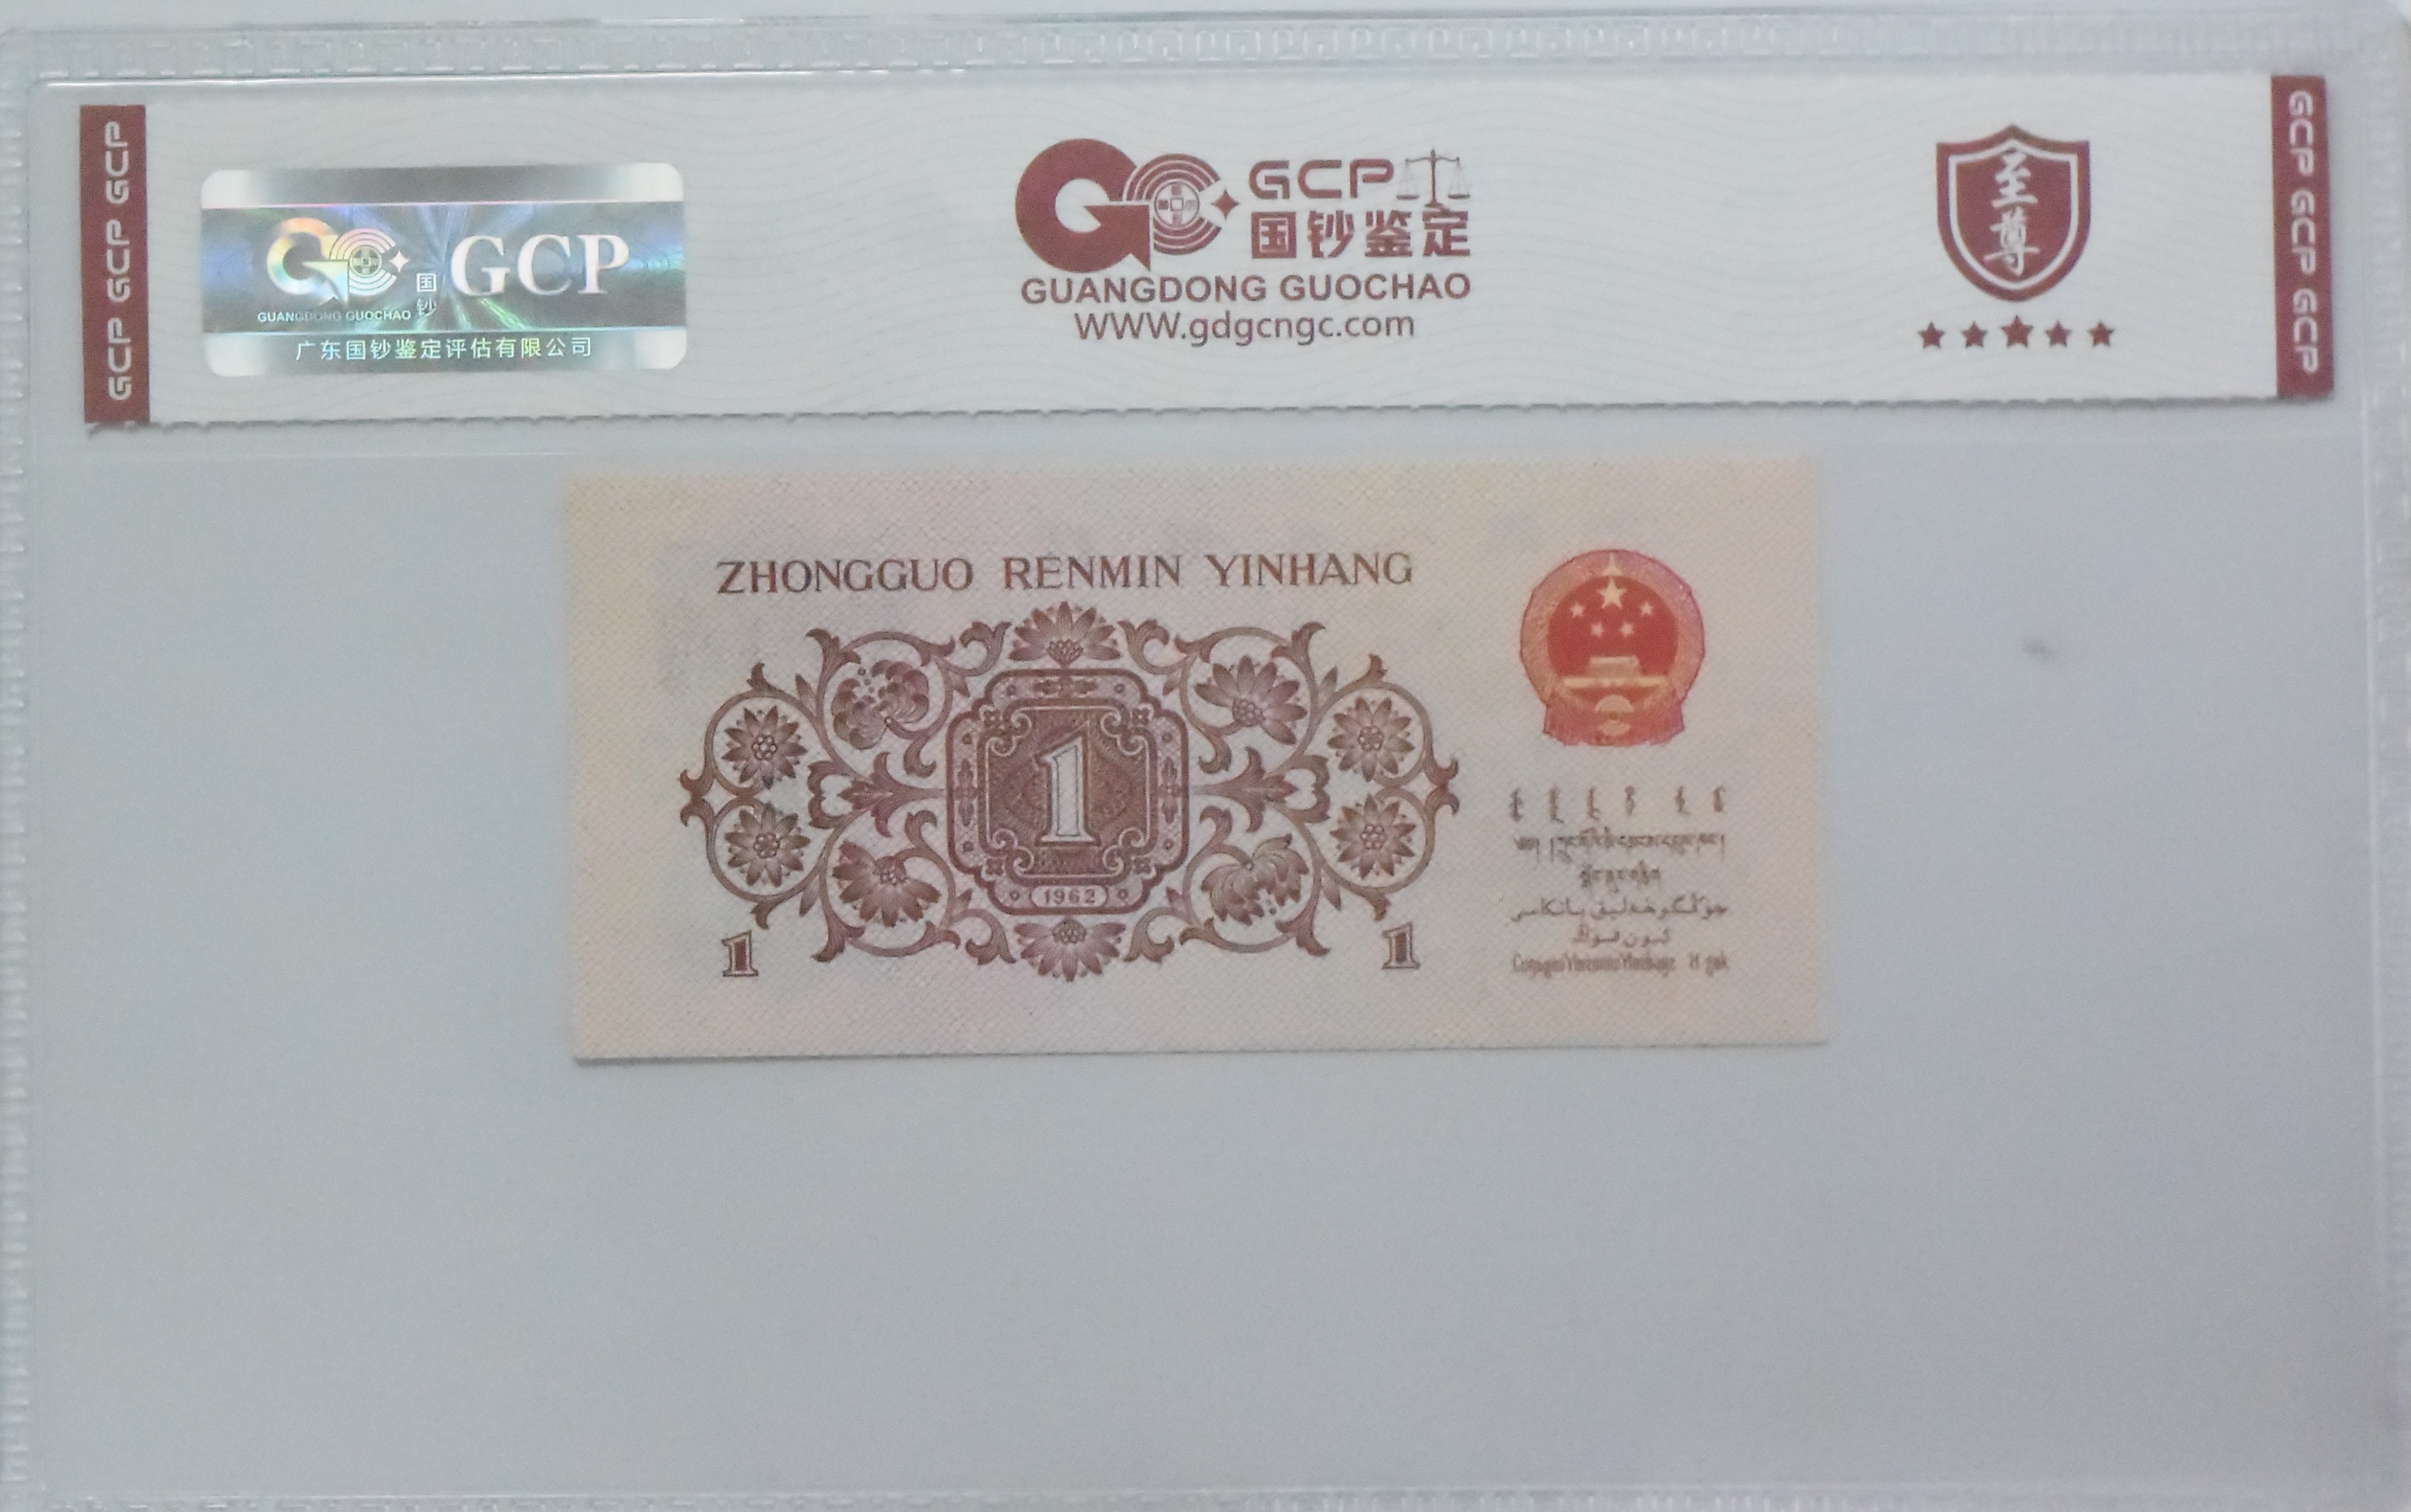 GCP GCP GCP
国钞 GCP
GUANGDONG GUOCHAO
广东国钞鉴定评估有限公司
GCP
国钞鉴定
GUANGDONG GUOCHAO
WWW.gdgcngc.com
至尊
GCP GCP GCP
ZHONGGUO RENMIN YINHANG
1
1962
1
1